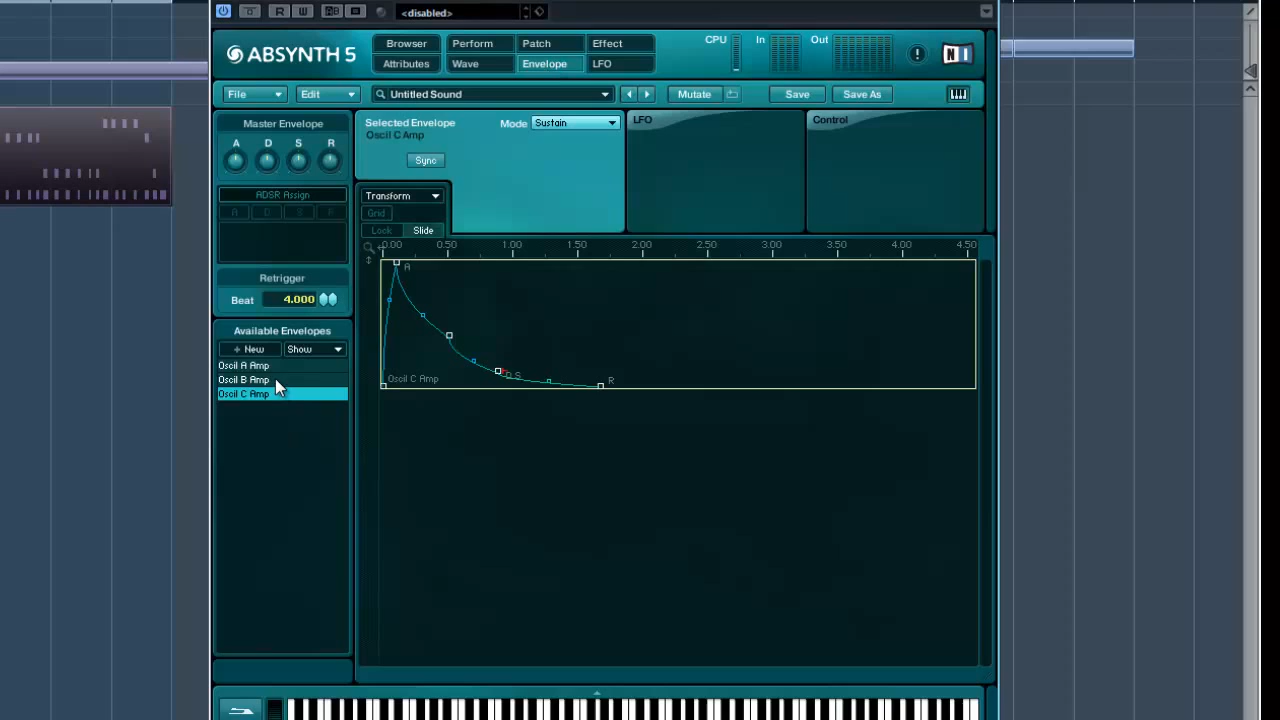 R W
<disabled>
ABSYNTH 5
Browser
Attributes
Perform
Wave
Patch
Envelope
Effect
LFO
CPU
In
Out
!
NI
File
Edit
Untitled Sound
Mutate
Save
Save As
Master Envelope
A D S R
ADSR Assign
A D S R
Retrigger
Beat 4.000
Available Envelopes
+ New
Show
Oscil A Amp
Oscil B Amp
Oscil C Amp
Selected Envelope
Oscil C Amp
Mode Sustain
Sync
LFO
Control
Transform
Grid
Lock Slide
0.00 0.50 1.00 1.50 2.00 2.50 3.00 3.50 4.00 4.50
A
Oscil C Amp
D S
R